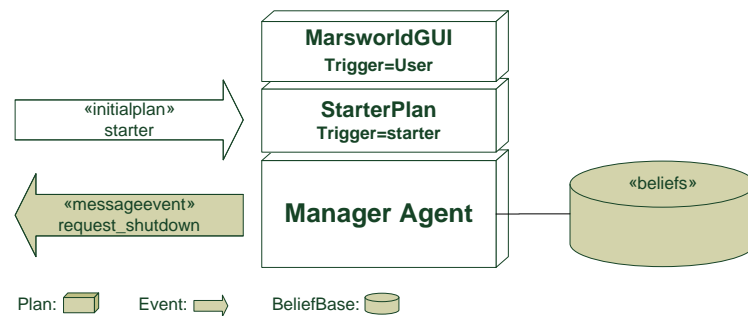 MarsworldGUI
Trigger=User
«initialplan»
starter
StarterPlan
Trigger=starter
«messageevent»
request_shutdown
Manager Agent
«beliefs»
Plan:
Event:
BeliefBase: